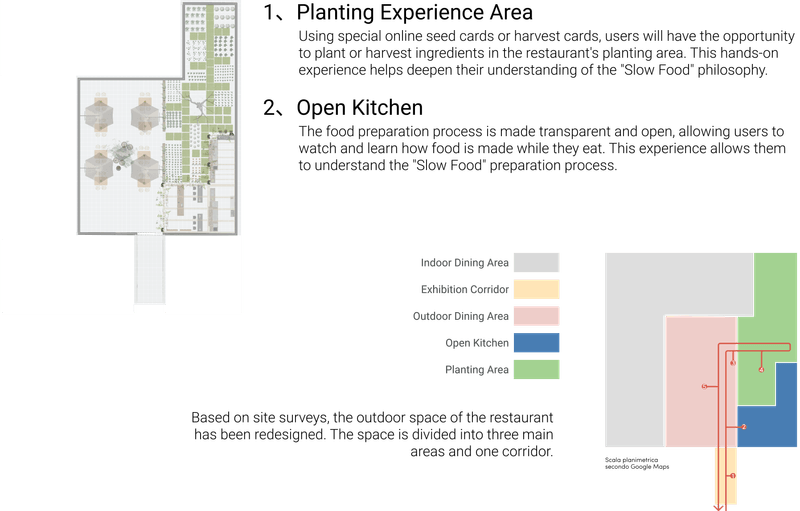 1、 Planting Experience Area
Using special online seed cards or harvest cards, users will have the opportunity
to plant or harvest ingredients in the restaurant's planting area. This hands-on
experience helps deepen their understanding of the "Slow Food" philosophy.
2、 Open Kitchen
The food preparation process is made transparent and open, allowing users to
watch and learn how food is made while they eat. This experience allows them
to understand the "Slow Food" preparation process.
Indoor Dining Area
Exhibition Corridor
Outdoor Dining Area
Open Kitchen
Planting Area
Based on site surveys, the outdoor space of the restaurant
has been redesigned. The space is divided into three main
areas and one corridor.
3
4
5
2
1
Scala planimetrica
secondo Google Maps